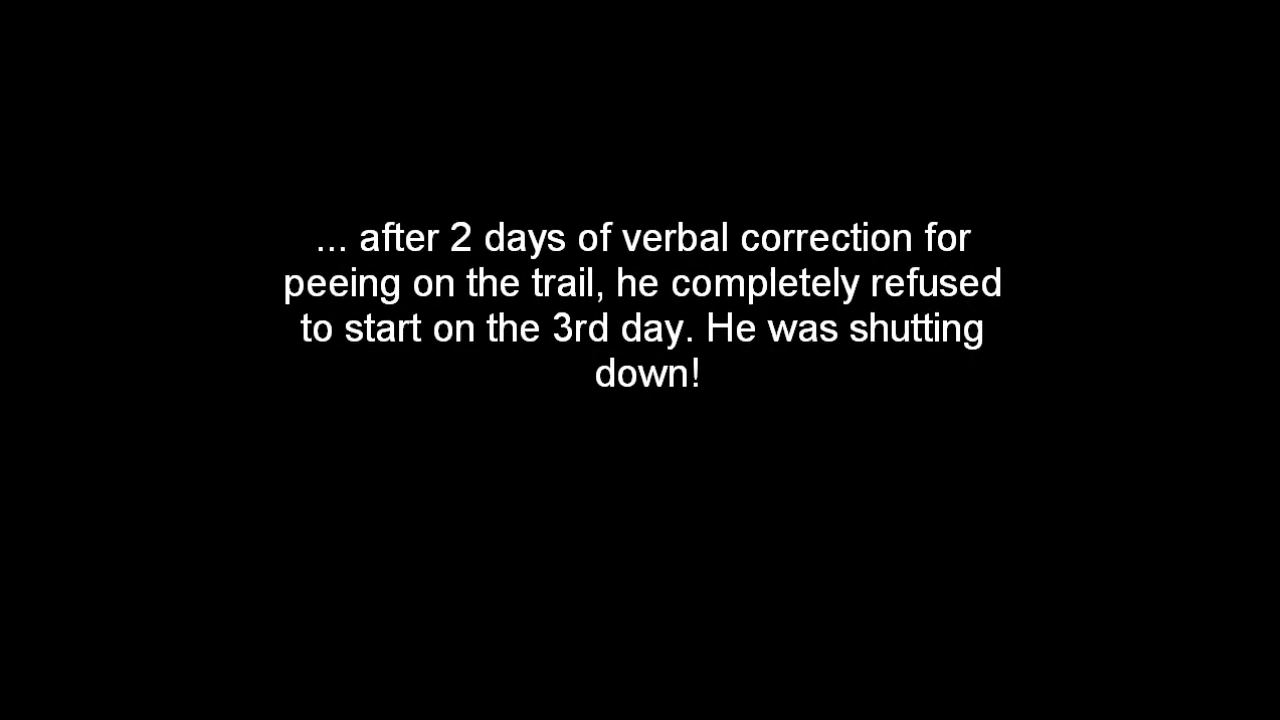 ... after 2 days of verbal correction for
peeing on the trail, he completely refused
to start on the 3rd day. He was shutting
down!